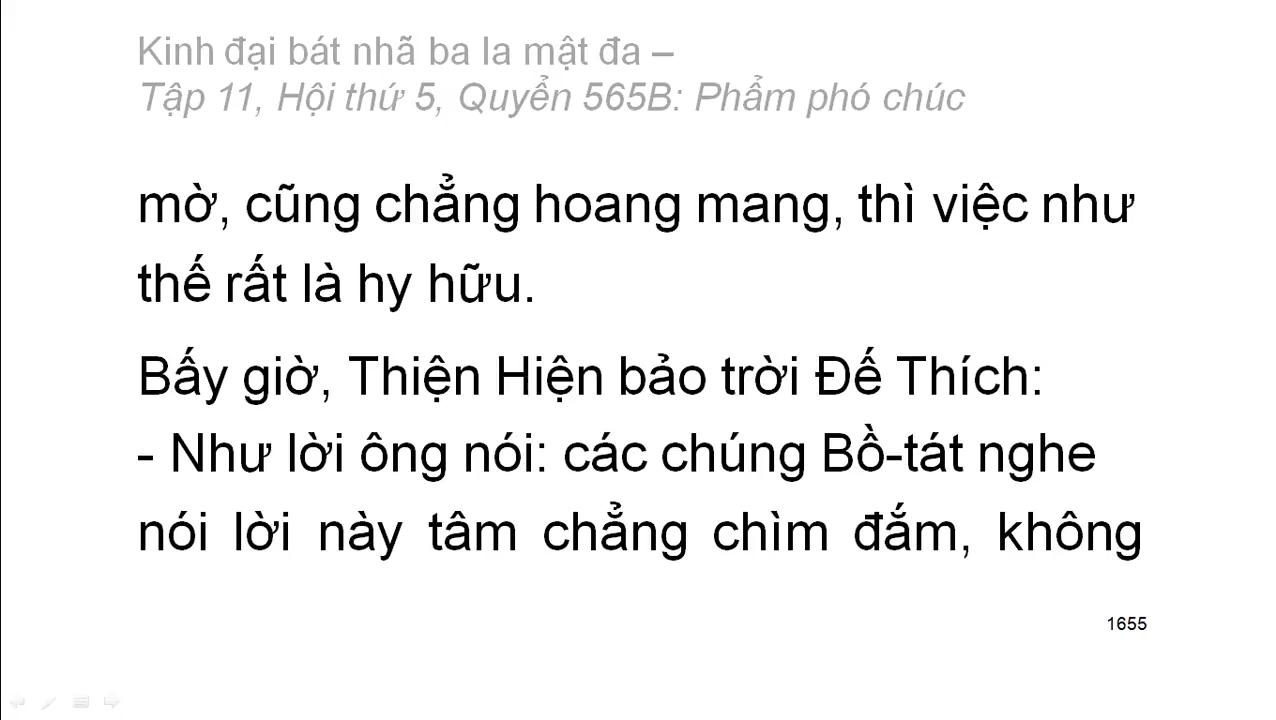 Kinh đại bát nhã ba la mật đa –
Tập 11, Hội thứ 5, Quyển 565B: Phẩm phó chúc
mờ, cũng chẳng hoang mang, thì việc như
thế rất là hy hữu.
Bấy giờ, Thiện Hiện bảo trời Đế Thích:
- Như lời ông nói: các chúng Bồ-tát nghe
nói lời này tâm chẳng chìm đắm, không
1655